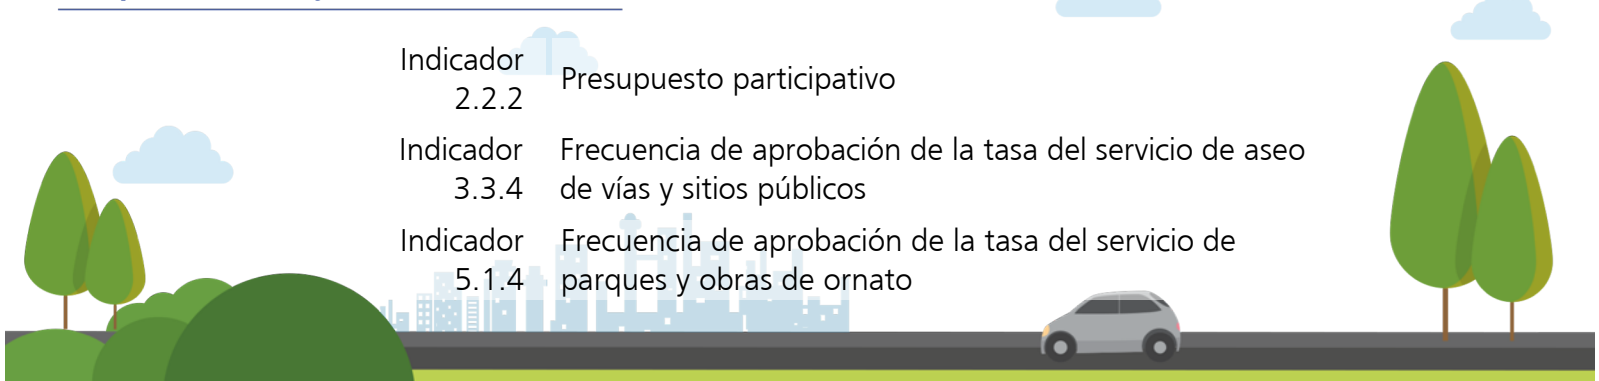 Indicador
2.2.2
Presupuesto participativo
Indicador
3.3.4
Frecuencia de aprobación de la tasa del servicio de aseo
de vías y sitios públicos
Indicador
5.1.4
Frecuencia de aprobación de la tasa del servicio de
parques y obras de ornato